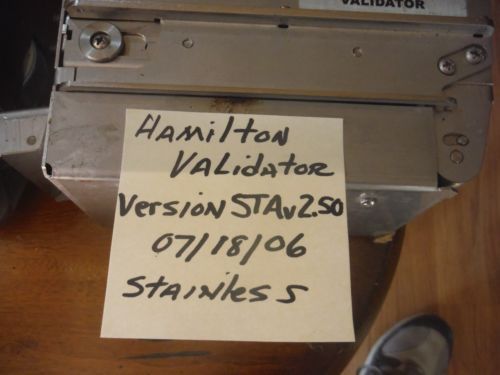 VALIDATOR
HAmiLTON
VALidAtor
Version STAv2.50
07/18/06
StAiNless